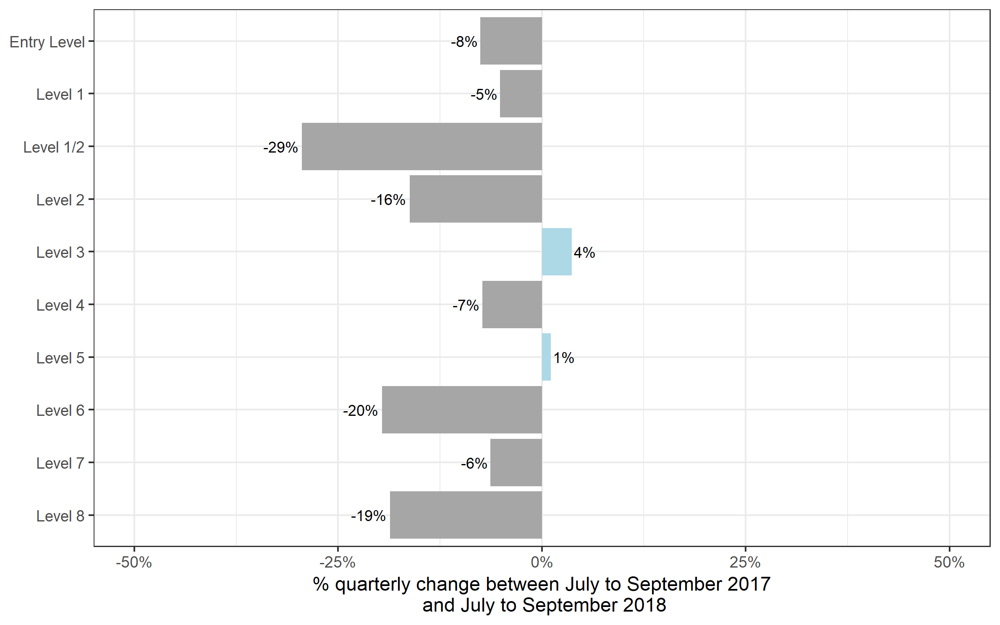 Entry Level
-8%
Level 1
-5%
Level 1/2
-29%
Level 2
-16%
Level 3
4%
Level 4
-7%
Level 5
1%
Level 6
-20%
Level 7
-6%
Level 8
-19%
-50%
-25%
0%
25%
50%
% quarterly change between July to September 2017
and July to September 2018